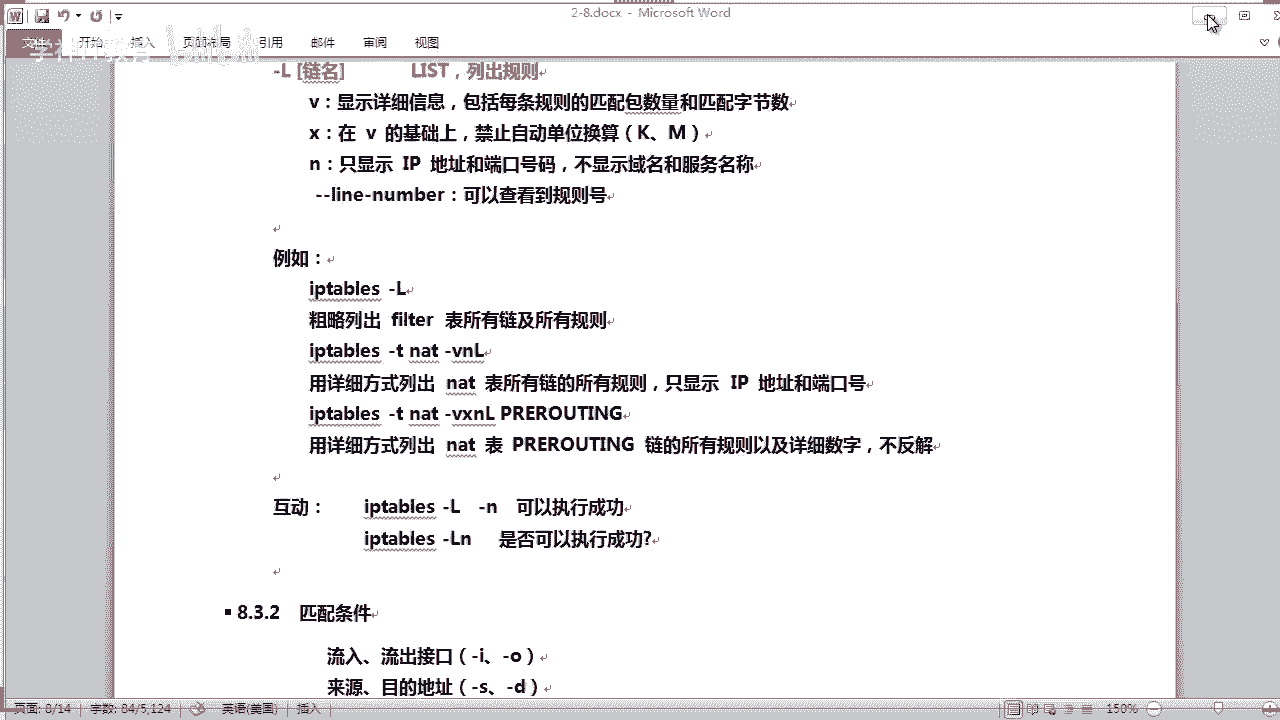 2-8.docx - Microsoft Word
开始 插入 页面布局 引用 邮件 审阅 视图
-L [链名] LIST，列出规则
v：显示详细信息，包括每条规则的匹配包数量和匹配字节数
x：在 v 的基础上，禁止自动单位换算（K、M）
n：只显示 IP 地址和端口号码，不显示域名和服务名称
--line-number：可以查看到规则号
例如：
iptables -L
粗略列出 filter 表所有链及所有规则
iptables -t nat -vnL
用详细方式列出 nat 表所有链的所有规则，只显示 IP 地址和端口号
iptables -t nat -vxnL PREROUTING
用详细方式列出 nat 表 PREROUTING 链的所有规则以及详细数字，不反解
互动： iptables -L -n 可以执行成功
iptables -Ln 是否可以执行成功?
8.3.2 匹配条件
流入、流出接口（-i、-o）
来源、目的地址（-s、-d）
页面: 8/14 字数: 84/5,124 英语(美国) 插入 150%